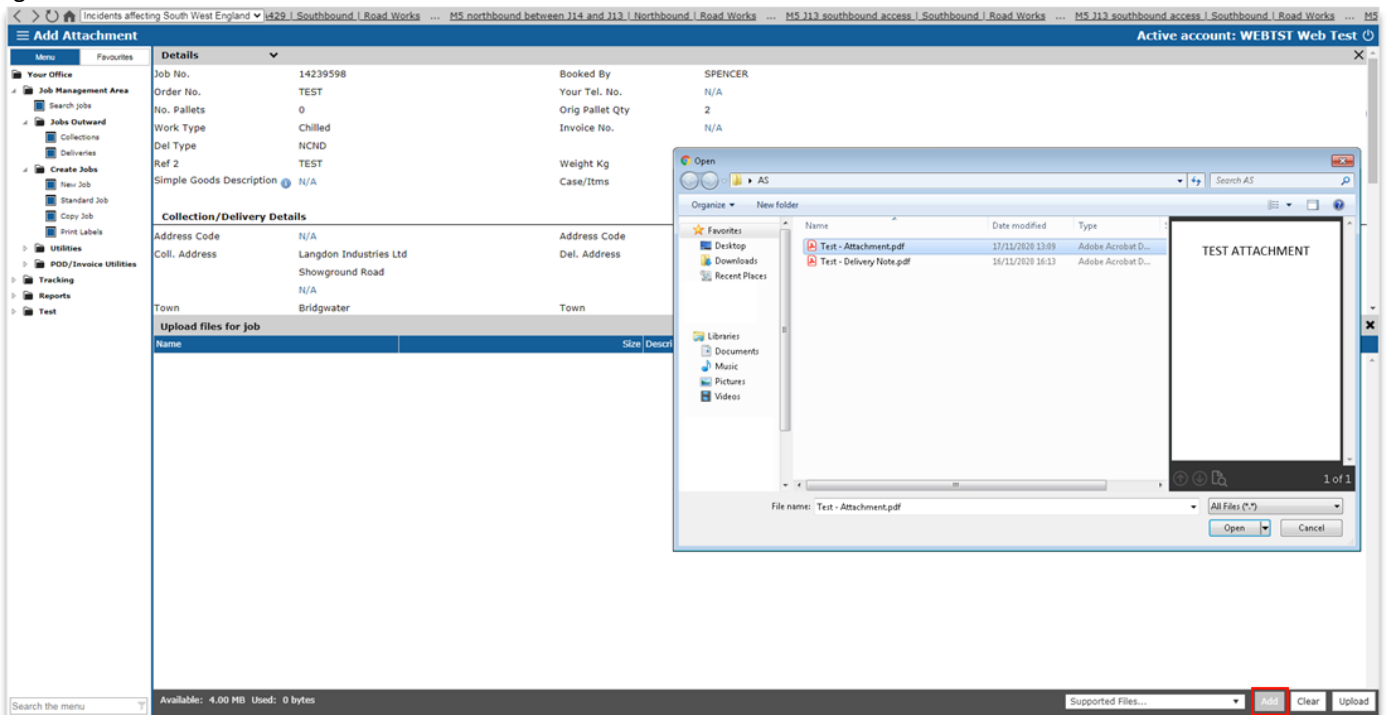 Incidents affecting South West England
429 | Southbound | Road Works ... M5 northbound between J14 and J13 | Northbound | Road Works ... M5 J13 southbound access | Southbound | Road Works ... M5 J13 southbound access | Southbound | Road Works ... M5
Add Attachment
Active account: WEBTST Web Test
Menu Favourites
Your Office
Job Management Area
Search jobs
Jobs Outward
Collections
Deliveries
Create Jobs
New Job
Standard Job
Copy Job
Print Labels
Utilities
POD/Invoice Utilities
Tracking
Reports
Test
Search the menu
Details
Job No. 14239598 Booked By SPENCER
Order No. TEST Your Tel. No. N/A
No. Pallets 0 Orig Pallet Qty 2
Work Type Chilled Invoice No. N/A
Del Type NCND
Ref 2 TEST Weight Kg
Simple Goods Description N/A Case/Itms
Collection/Delivery Details
Address Code N/A Address Code
Coll. Address Langdon Industries Ltd Del. Address
Showground Road
N/A
Town Bridgwater Town
Upload files for job
Name Size Descri
Open
AS
Search AS
Organize New folder
Favorites
Desktop
Downloads
Recent Places
Libraries
Documents
Music
Pictures
Videos
Name Date modified Type
Test - Attachment.pdf 17/11/2020 13:09 Adobe Acrobat D...
Test - Delivery Note.pdf 16/11/2020 16:13 Adobe Acrobat D...
TEST ATTACHMENT
1 of 1
File name: Test - Attachment.pdf All Files (*.*)
Open Cancel
Available: 4.00 MB Used: 0 bytes
Supported Files... Add Clear Upload